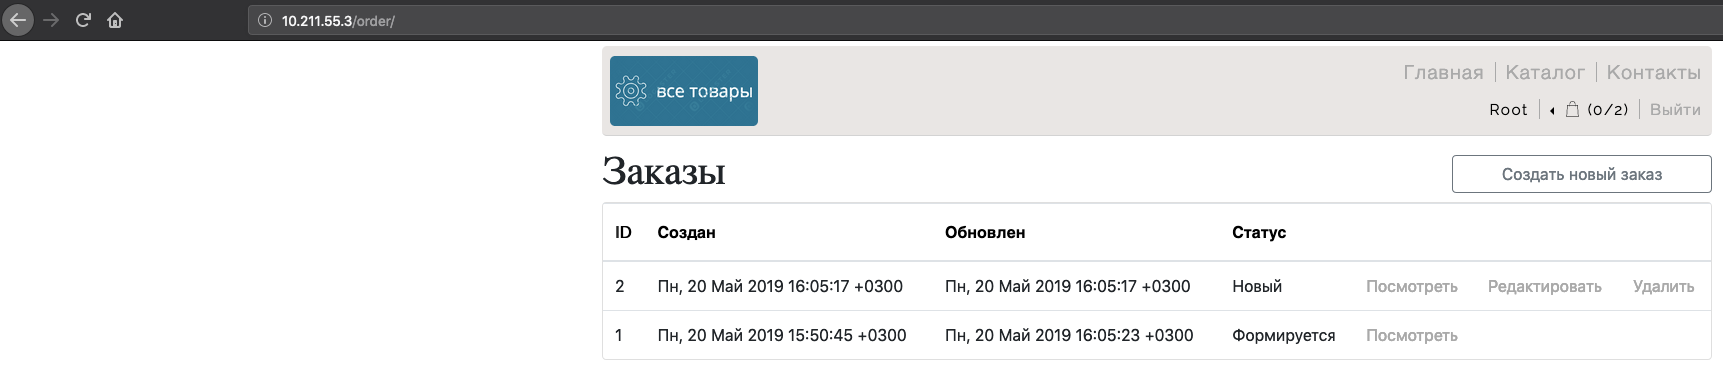 10.211.55.3/order/
все товары
Главная Каталог Контакты
Root (0/2) Выйти
Заказы
Создать новый заказ
ID Создан Обновлен Статус
2 Пн, 20 Май 2019 16:05:17 +0300 Пн, 20 Май 2019 16:05:17 +0300 Новый Посмотреть Редактировать Удалить
1 Пн, 20 Май 2019 15:50:45 +0300 Пн, 20 Май 2019 16:05:23 +0300 Формируется Посмотреть